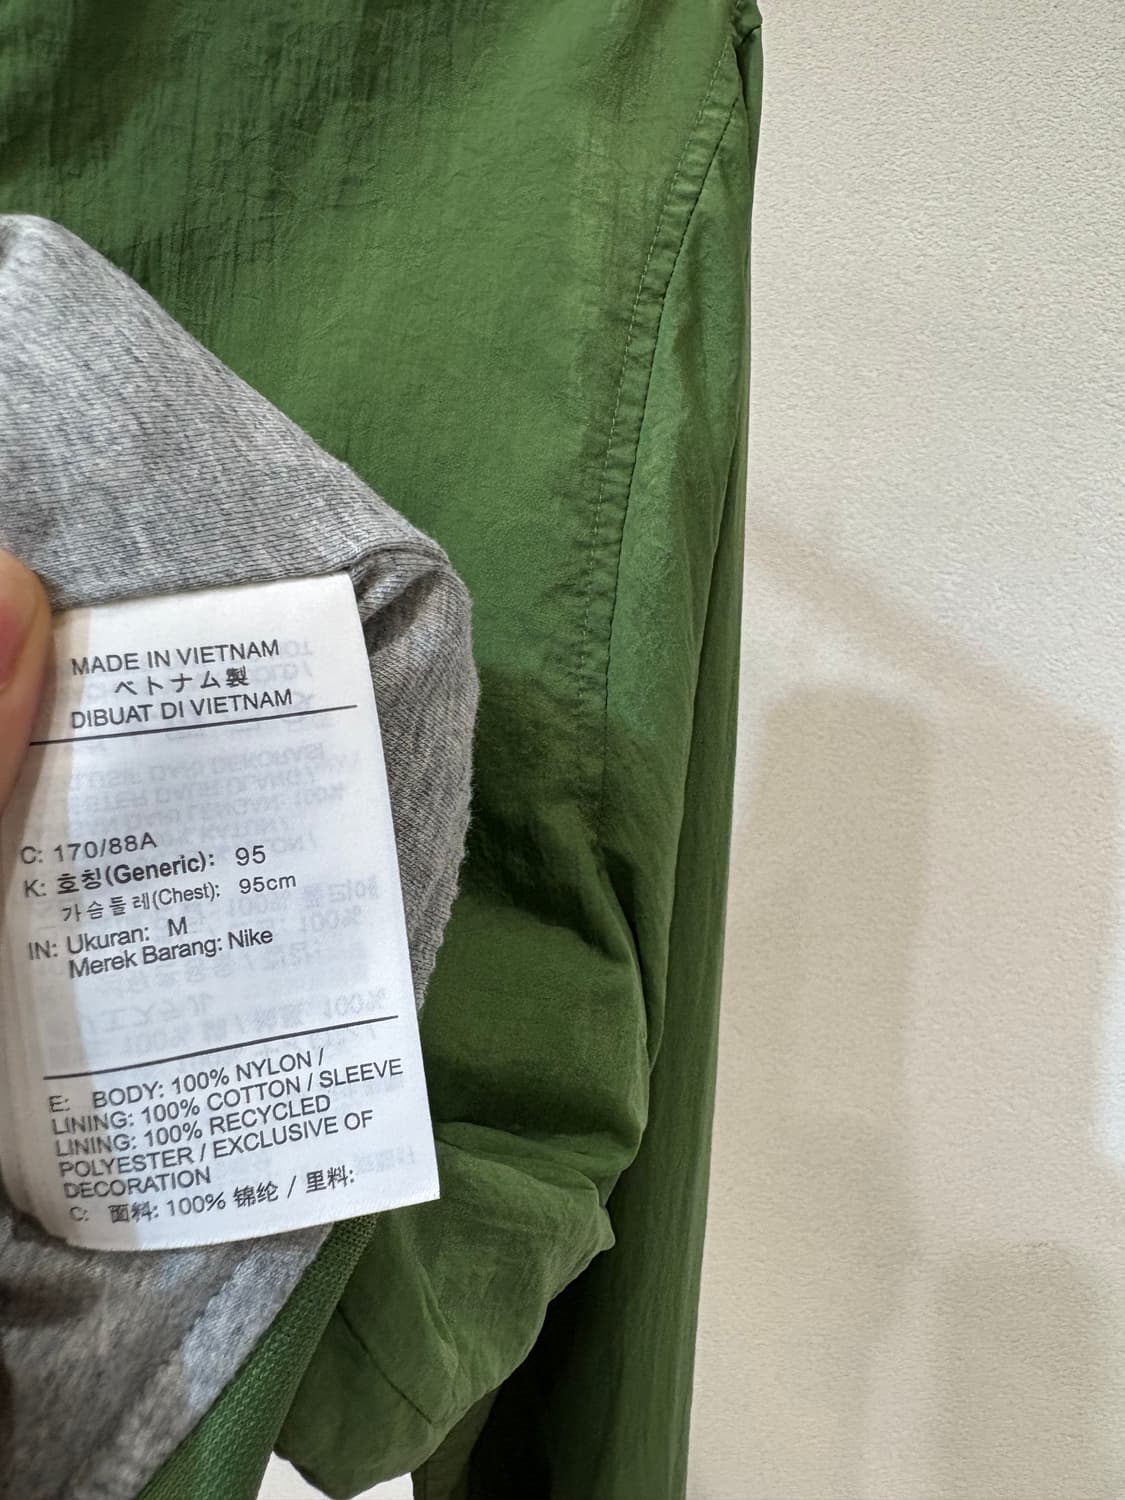 MADE IN VIETNAM
ベトナム製
DIBUAT DI VIETNAM
C: 170/88A
K: 호칭(Generic): 95
가슴둘레(Chest): 95cm
IN: Ukuran: M
Merek Barang: Nike
E: BODY: 100% NYLON /
LINING: 100% COTTON / SLEEVE
LINING: 100% RECYCLED
POLYESTER / EXCLUSIVE OF
DECORATION
C: 面料: 100% 锦纶 / 里料: